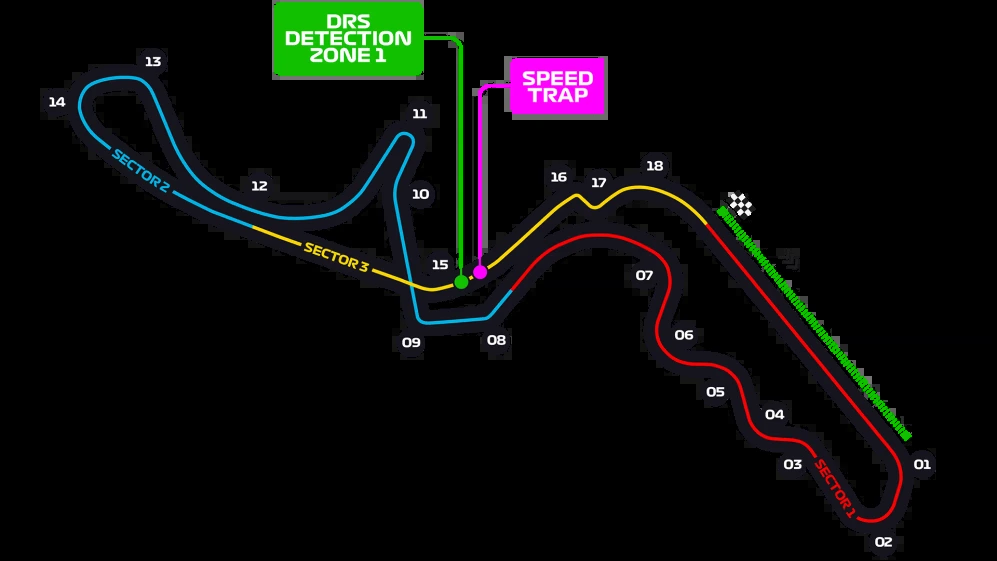 DRS
DETECTION
ZONE 1
SPEED
TRAP
13
14
11
SECTOR 2
12
10
16
17
18
15
SECTOR 3
07
09
08
06
05
04
03
SECTOR 1
01
02